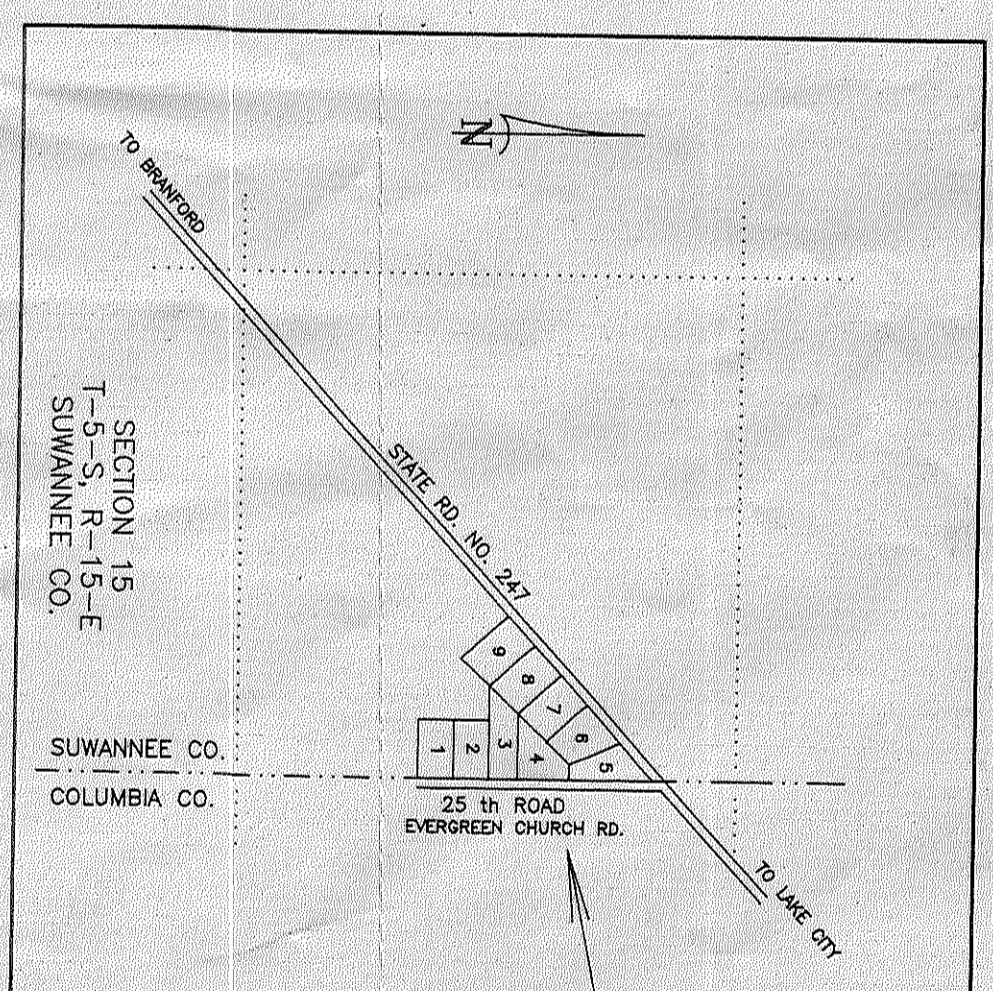 N
TO BRANFORD
STATE RD. NO. 247
TO LAKE CITY
SECTION 15
T-5-S, R-15-E
SUWANNEE CO.
9
8
7
6
5
4
3
2
1
SUWANNEE CO.
COLUMBIA CO.
25 th ROAD
EVERGREEN CHURCH RD.